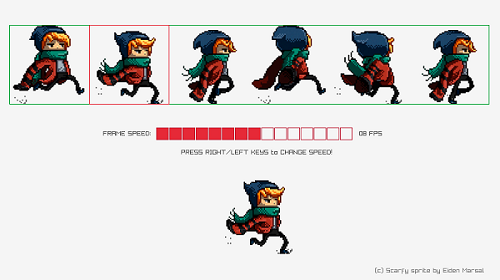 FRAME SPEED: 08 FPS
PRESS RIGHT/LEFT KEYS to CHANGE SPEED!
(c) Scarfy sprite by Eiden Marsal